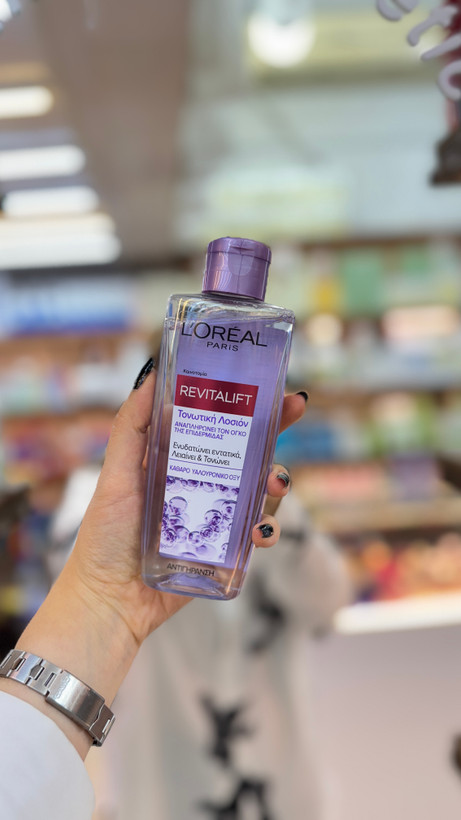 L'ORÉAL
PARIS
REVITALIFT
Τονωτική Λοσιόν
ΑΝΑΠΛΗΡΩΝΕΙ ΤΟΝ ΟΓΚΟ
ΤΗΣ ΕΠΙΔΕΡΜΙΔΑΣ
Ενυδατώνει εντατικά,
Λειαίνει & Τονώνει
ΚΑΘΑΡΟ ΥΑΛΟΥΡΟΝΙΚΟ ΟΞΥ
ΑΝΤΙΓΗΡΑΝΣΗ